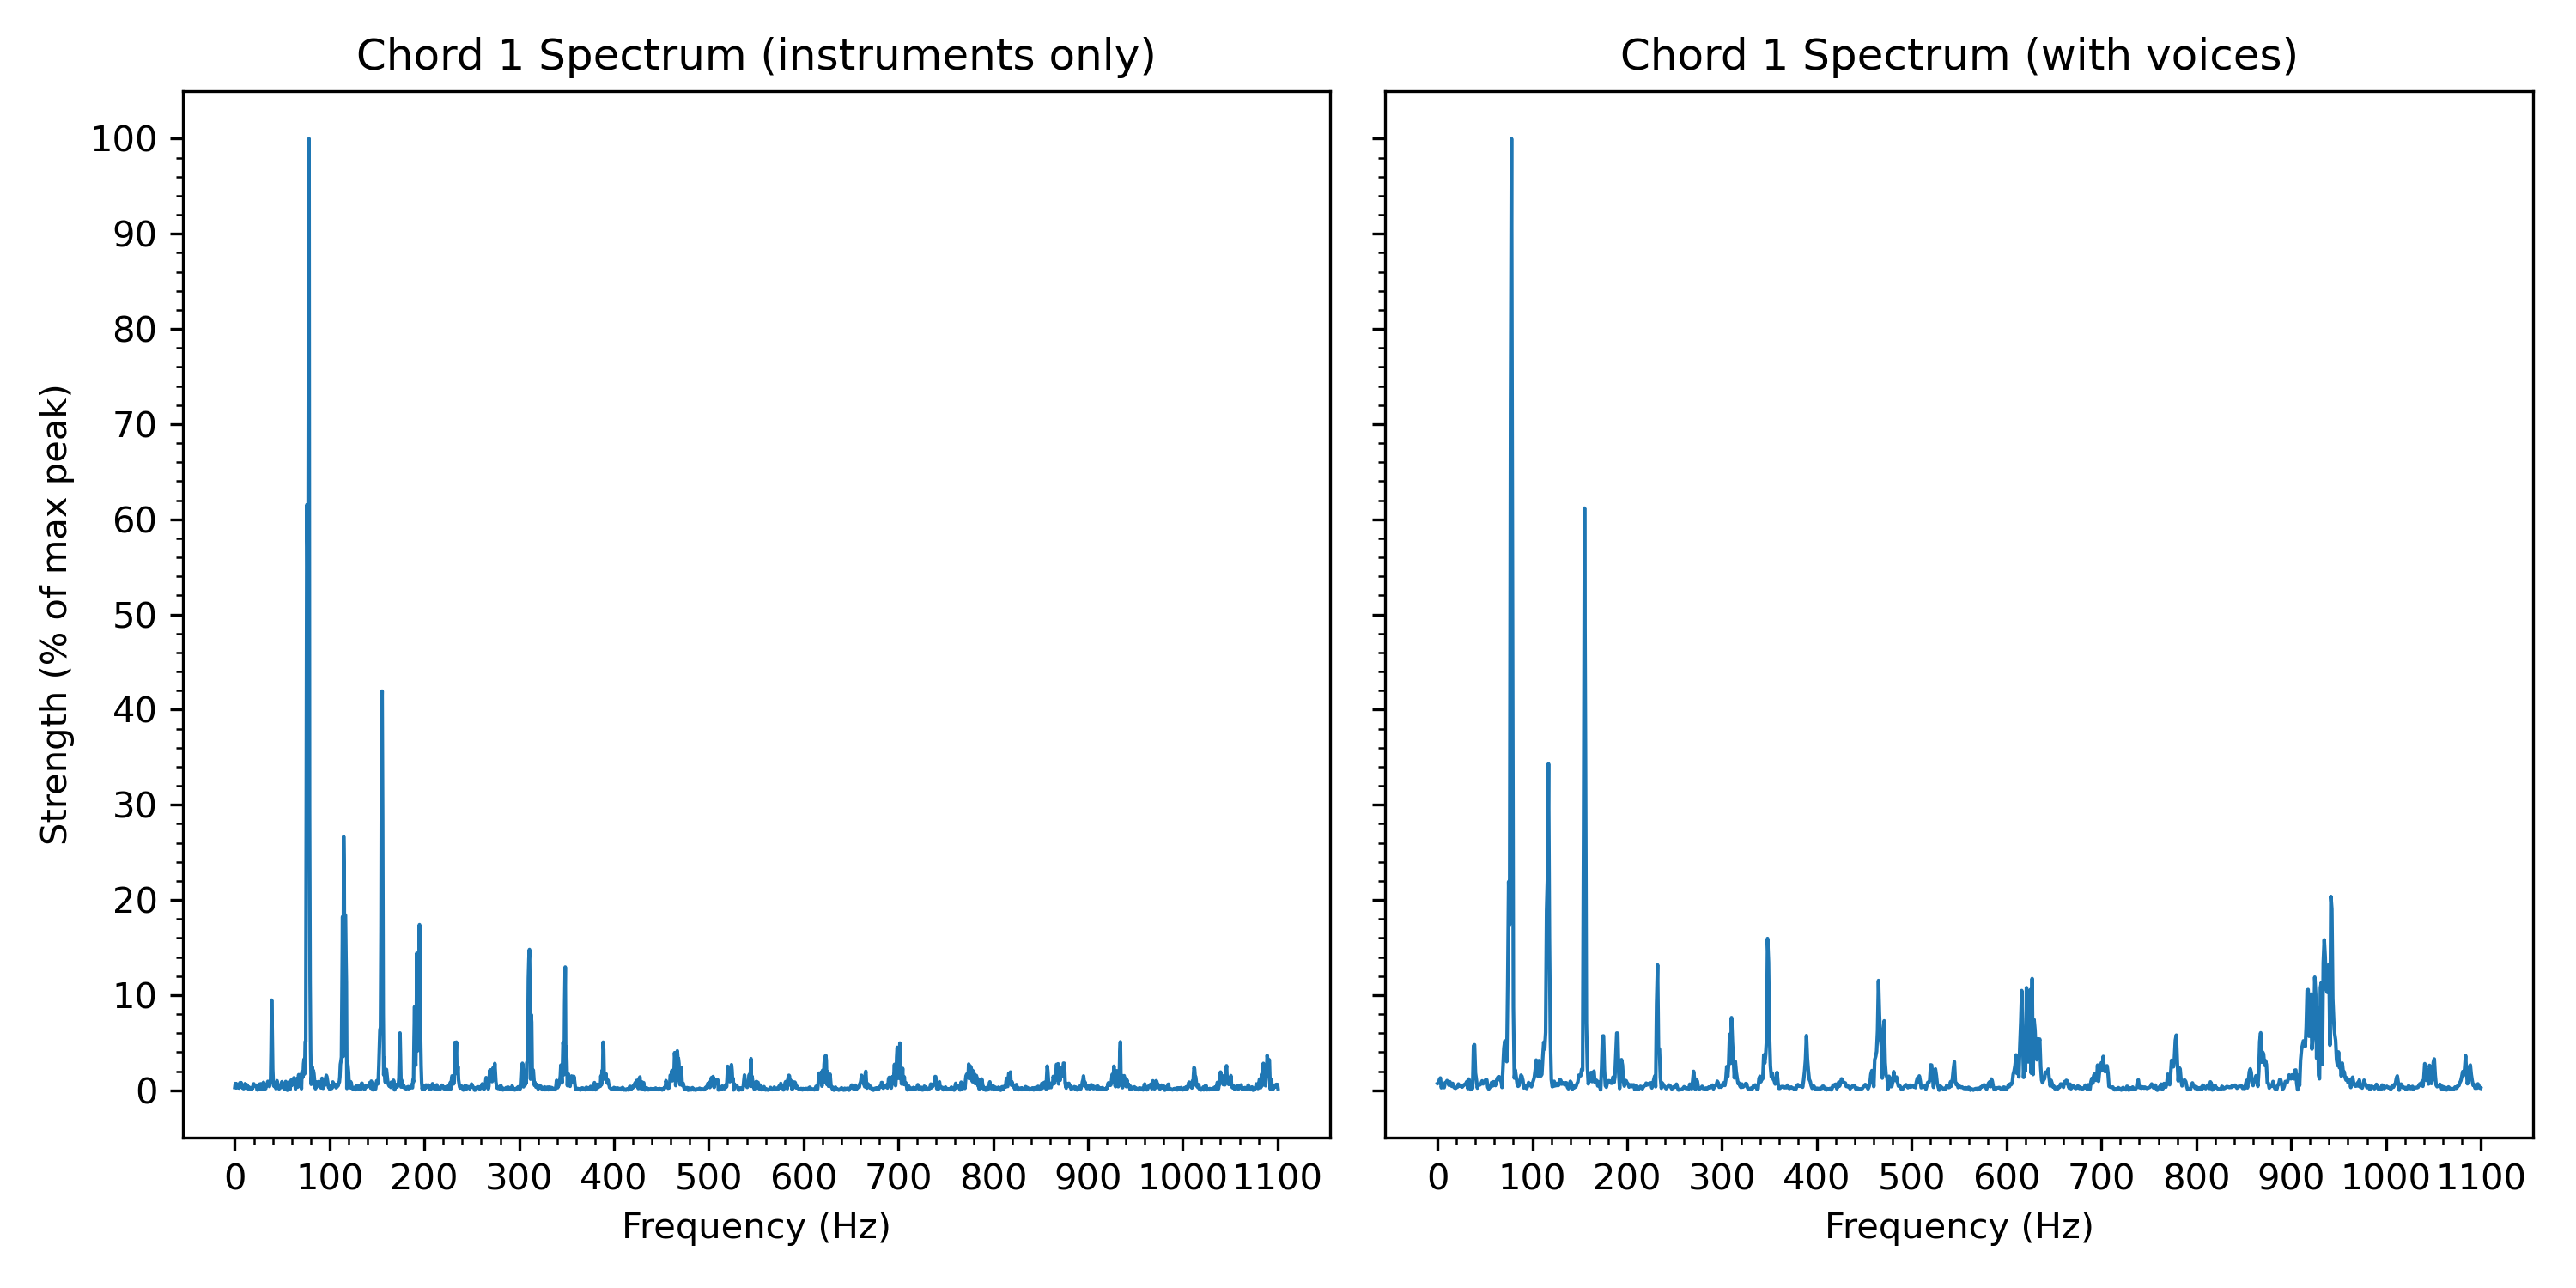 Chord 1 Spectrum (instruments only)
Chord 1 Spectrum (with voices)
Strength (% of max peak)
100
90
80
70
60
50
40
30
20
10
0
0 100 200 300 400 500 600 700 800 900 1000 1100
0 100 200 300 400 500 600 700 800 900 1000 1100
Frequency (Hz)
Frequency (Hz)